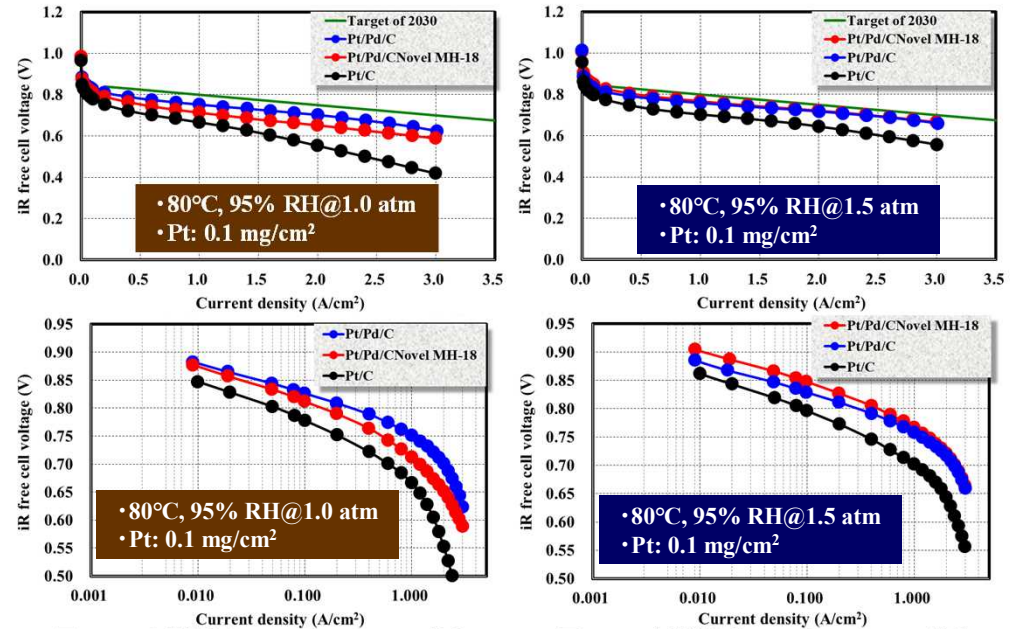 Target of 2030
Pt/Pd/C
Pt/Pd/CNovel MH-18
Pt/C
iR free cell voltage (V)
1.2
1.0
0.8
0.6
0.4
0.2
0.0
・80℃, 95% RH@1.0 atm
・Pt: 0.1 mg/cm²
0.0 0.5 1.0 1.5 2.0 2.5 3.0 3.5
Current density (A/cm²)
Target of 2030
Pt/Pd/CNovel MH-18
Pt/Pd/C
Pt/C
iR free cell voltage (V)
1.2
1.0
0.8
0.6
0.4
0.2
0.0
・80℃, 95% RH@1.5 atm
・Pt: 0.1 mg/cm²
0.0 0.5 1.0 1.5 2.0 2.5 3.0 3.5
Current density (A/cm²)
Pt/Pd/C
Pt/Pd/CNovel MH-18
Pt/C
iR free cell voltage (V)
0.95
0.90
0.85
0.80
0.75
0.70
0.65
0.60
0.55
0.50
・80℃, 95% RH@1.0 atm
・Pt: 0.1 mg/cm²
0.001 0.010 0.100 1.000
Current density (A/cm²)
Pt/Pd/CNovel MH-18
Pt/Pd/C
Pt/C
iR free cell voltage (V)
0.95
0.90
0.85
0.80
0.75
0.70
0.65
0.60
0.55
0.50
・80℃, 95% RH@1.5 atm
・Pt: 0.1 mg/cm²
0.001 0.010 0.100 1.000
Current density (A/cm²)